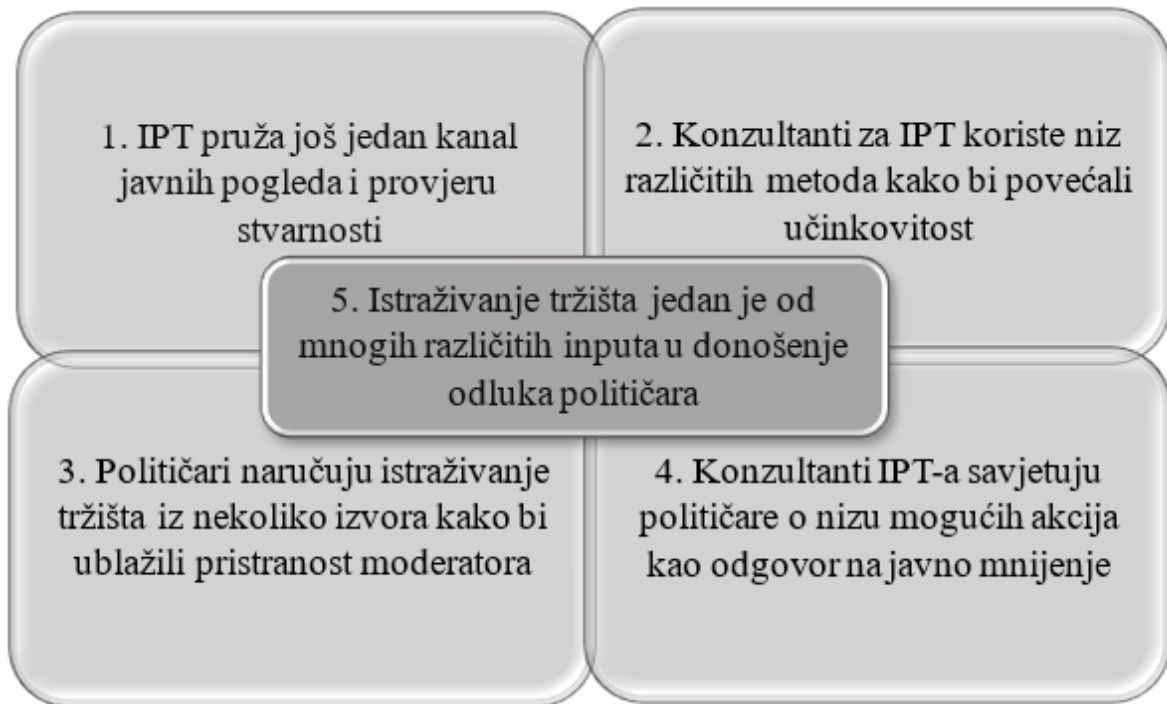 1. IPT pruža još jedan kanal
javnih pogleda i provjeru
stvarnosti
2. Konzultanti za IPT koriste niz
različitih metoda kako bi povećali
učinkovitost
5. Istraživanje tržišta jedan je od
mnogih različitih inputa u donošenje
odluka političara
3. Političari naručuju istraživanje
tržišta iz nekoliko izvora kako bi
ublažili pristranost moderatora
4. Konzultanti IPT-a savjetuju
političare o nizu mogućih akcija
kao odgovor na javno mnijenje